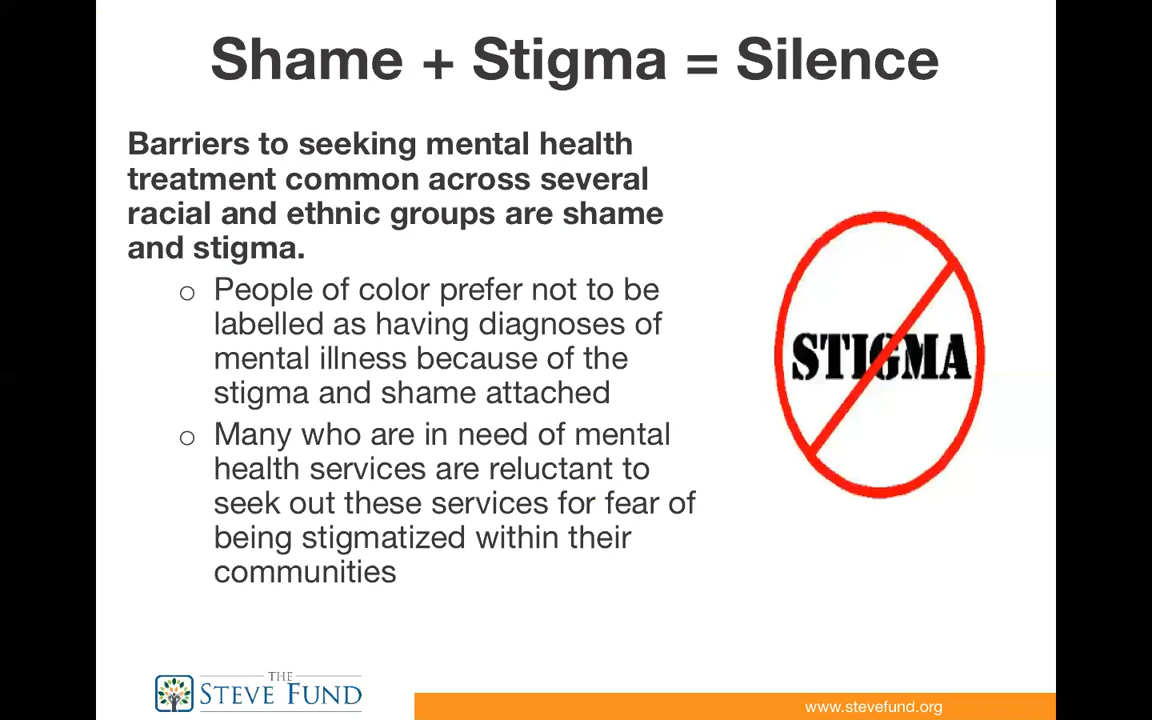 Shame + Stigma = Silence
Barriers to seeking mental health
treatment common across several
racial and ethnic groups are shame
and stigma.
○ People of color prefer not to be
labelled as having diagnoses of
mental illness because of the
stigma and shame attached
○ Many who are in need of mental
health services are reluctant to
seek out these services for fear of
being stigmatized within their
communities
STIGMA
THE
STEVE FUND
www.stevefund.org